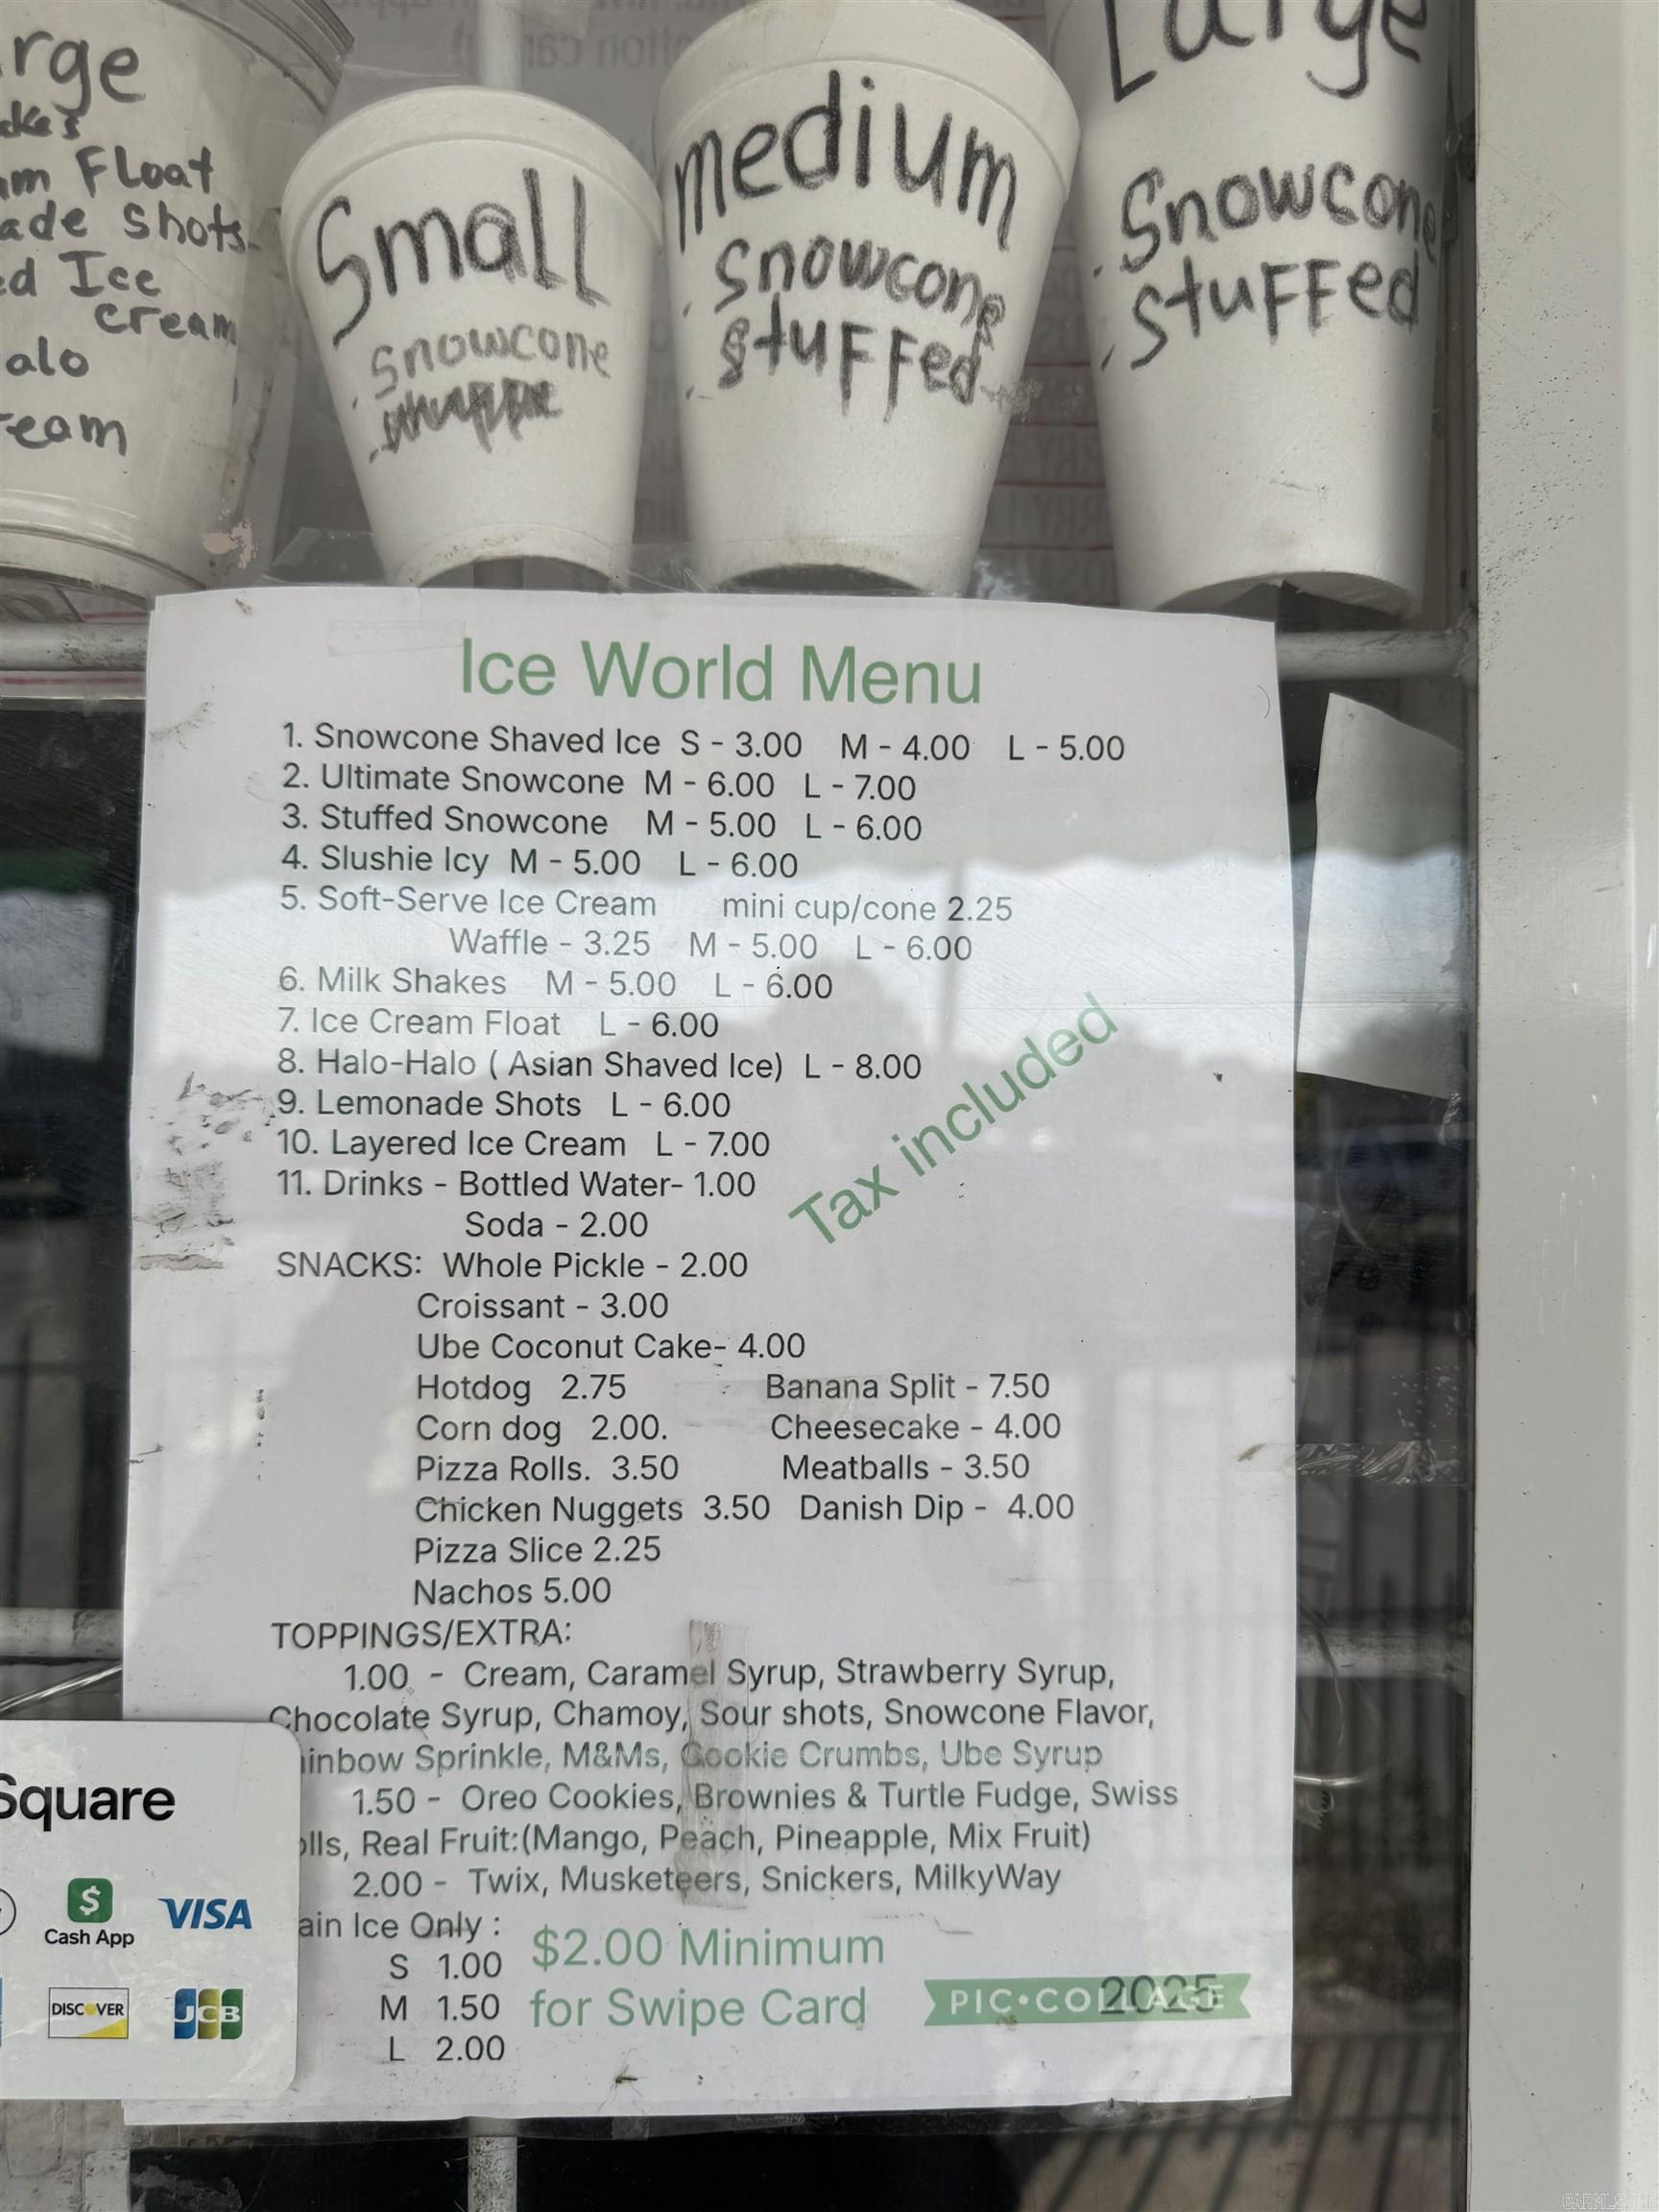 rge
kes
am Float
ade Shots
ed Ice
cream
alo
ream
Small
Snowcone
medium
. Snowcone
. Stuffed
Large
. Snowcone
. Stuffed
Ice World Menu
1. Snowcone Shaved Ice S - 3.00 M - 4.00 L - 5.00
2. Ultimate Snowcone M - 6.00 L - 7.00
3. Stuffed Snowcone M - 5.00 L - 6.00
4. Slushie Icy M - 5.00 L - 6.00
5. Soft-Serve Ice Cream mini cup/cone 2.25
Waffle - 3.25 M - 5.00 L - 6.00
6. Milk Shakes M - 5.00 L - 6.00
7. Ice Cream Float L - 6.00
8. Halo-Halo ( Asian Shaved Ice) L - 8.00
9. Lemonade Shots L - 6.00
10. Layered Ice Cream L - 7.00
11. Drinks - Bottled Water- 1.00
Soda - 2.00
Tax included
SNACKS: Whole Pickle - 2.00
Croissant - 3.00
Ube Coconut Cake- 4.00
Hotdog 2.75 Banana Split - 7.50
Corn dog 2.00. Cheesecake - 4.00
Pizza Rolls. 3.50 Meatballs - 3.50
Chicken Nuggets 3.50 Danish Dip - 4.00
Pizza Slice 2.25
Nachos 5.00
TOPPINGS/EXTRA:
1.00 - Cream, Caramel Syrup, Strawberry Syrup,
Chocolate Syrup, Chamoy, Sour shots, Snowcone Flavor,
inbow Sprinkle, M&Ms, Cookie Crumbs, Ube Syrup
1.50 - Oreo Cookies, Brownies & Turtle Fudge, Swiss
olls, Real Fruit:(Mango, Peach, Pineapple, Mix Fruit)
2.00 - Twix, Musketeers, Snickers, MilkyWay
ain Ice Only :
S 1.00
M 1.50
L 2.00
$2.00 Minimum
for Swipe Card
PIC•COLLAGE
2025
Square
Cash App
VISA
DISCOVER
JCB